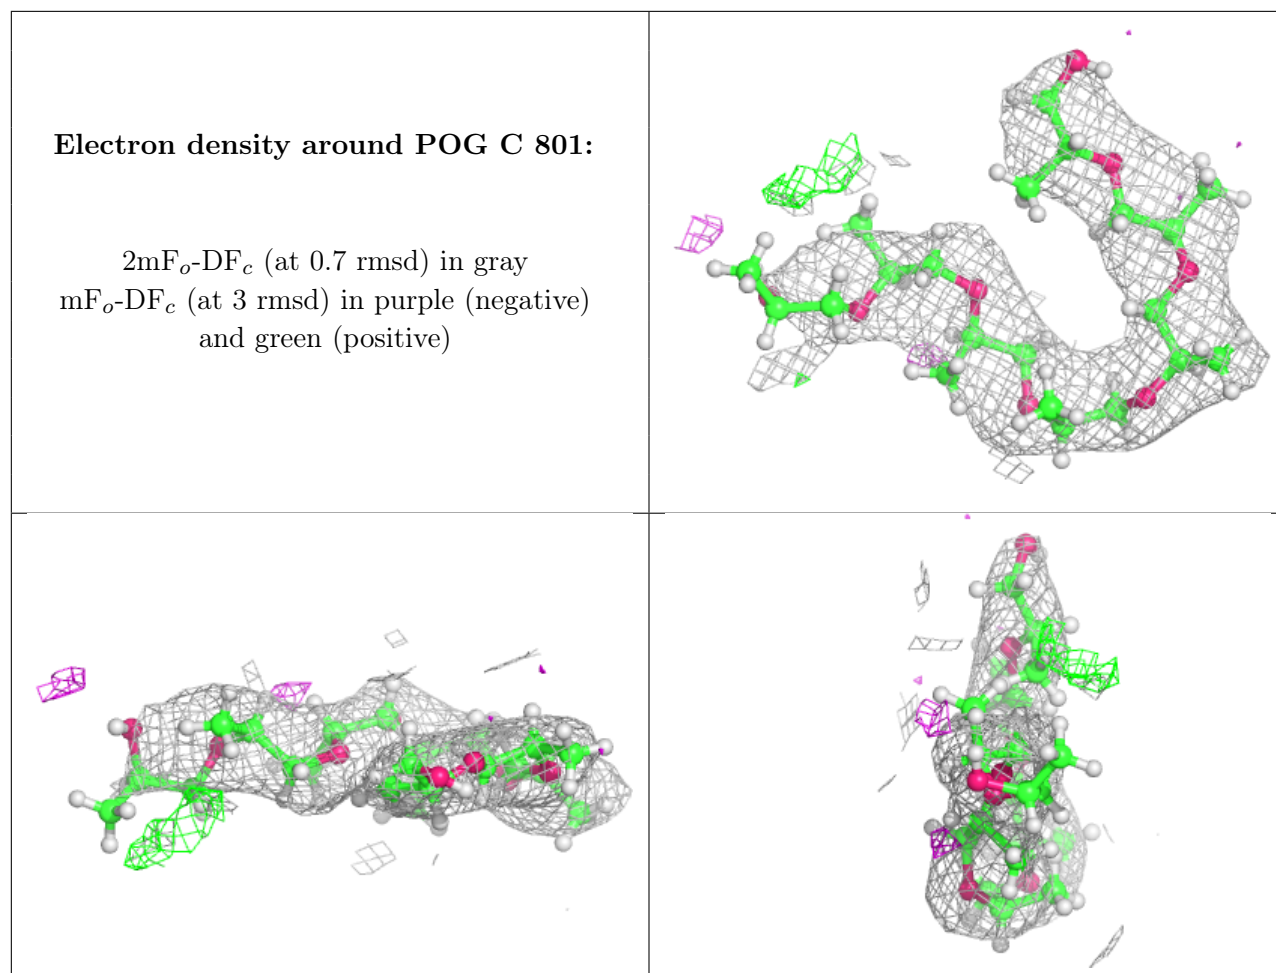 Electron density around POG C 801:
2mFo-DFc (at 0.7 rmsd) in gray
mFo-DFc (at 3 rmsd) in purple (negative)
and green (positive)